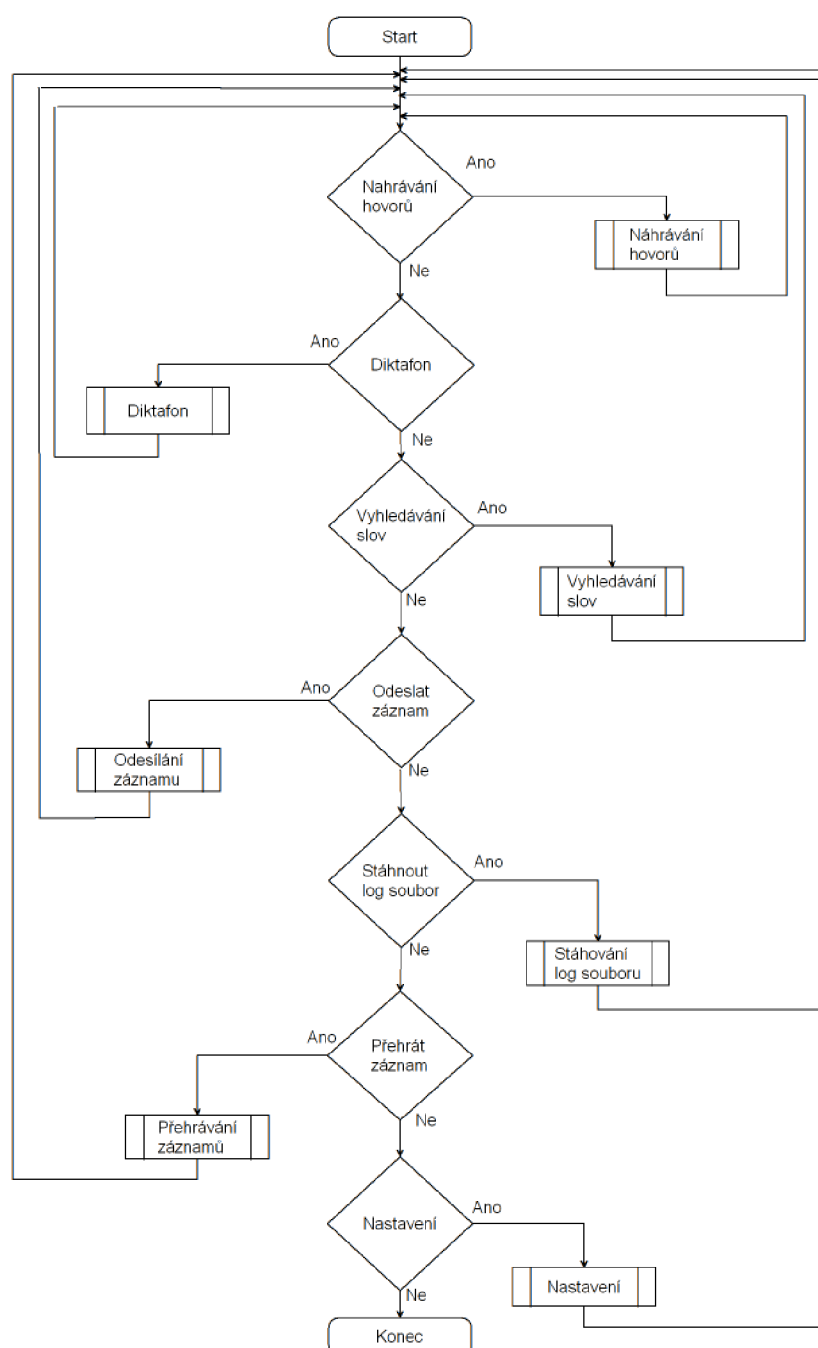 Start
Ano
Nahrávání
hovorů
Náhrávání
hovorů
Ne
Ano
Diktafon
Diktafon
Ne
Ano
Vyhledávání
slov
Vyhledávání
slov
Ne
Ano
Odeslat
záznam
Odesílání
záznamu
Ne
Ano
Stáhnout
log soubor
Stáhování
log souboru
Ne
Ano
Přehrát
záznam
Přehrávání
záznamů
Ne
Ano
Nastavení
Nastavení
Ne
Konec